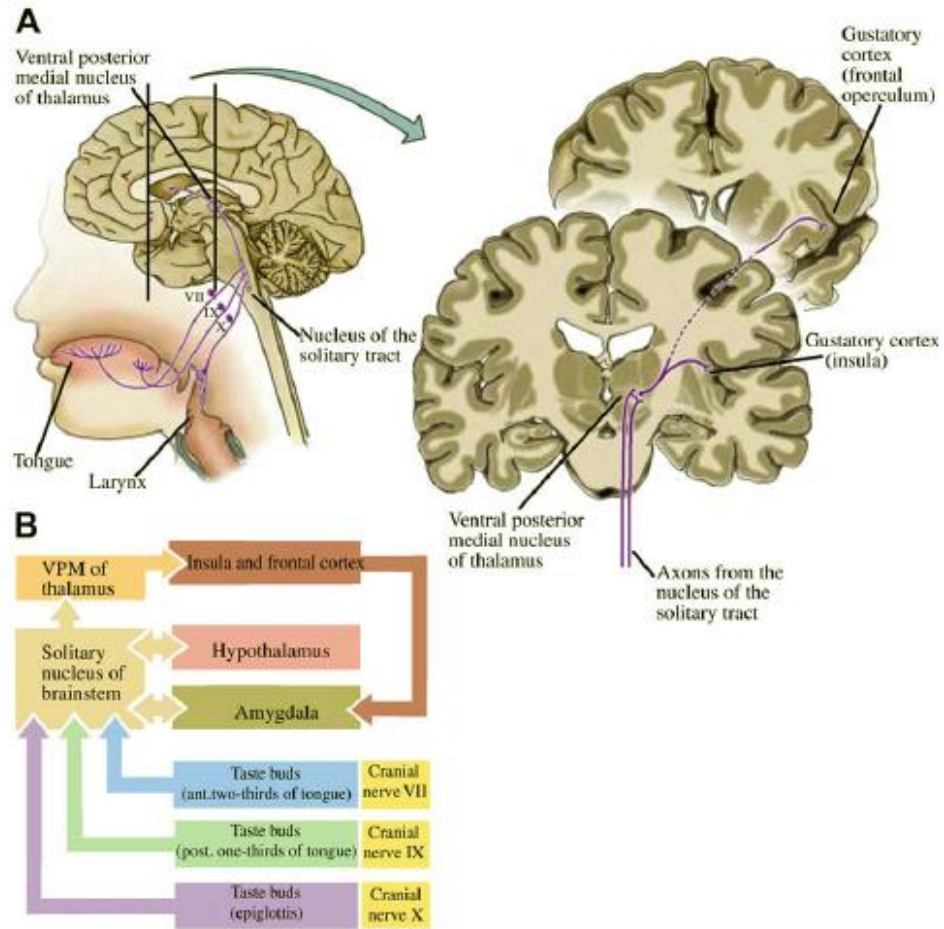 A
Ventral posterior
medial nucleus
of thalamus
Gustatory
cortex
(frontal
operculum)
VII
IX
X
Nucleus of the
solitary tract
Gustatory cortex
(insula)
Tongue
Larynx
Ventral posterior
medial nucleus
of thalamus
Axons from the
nucleus of the
solitary tract
B
VPM of
thalamus
Insula and frontal cortex
Solitary
nucleus of
brainstem
Hypothalamus
Amygdala
Taste buds
(ant.two-thirds of tongue)
Cranial
nerve VII
Taste buds
(post. one-thirds of tongue)
Cranial
nerve IX
Taste buds
(epiglottis)
Cranial
nerve X